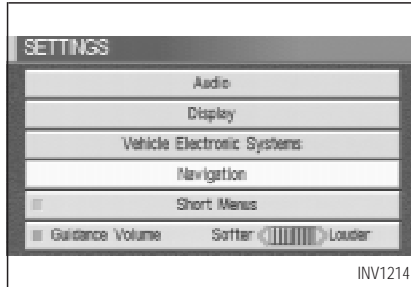 SETTINGS
Audio
Display
Vehicle Electronic Systems
Navigation
Short Menus
Guidance Volume Softer Louder
INV1214